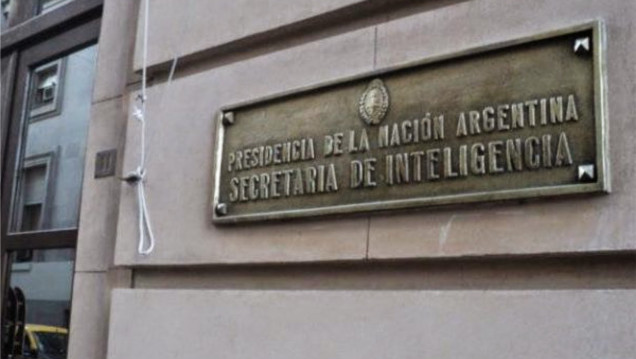 PRESIDENCIA DE LA NACIÓN ARGENTINA
SECRETARIA DE INTELIGENCIA